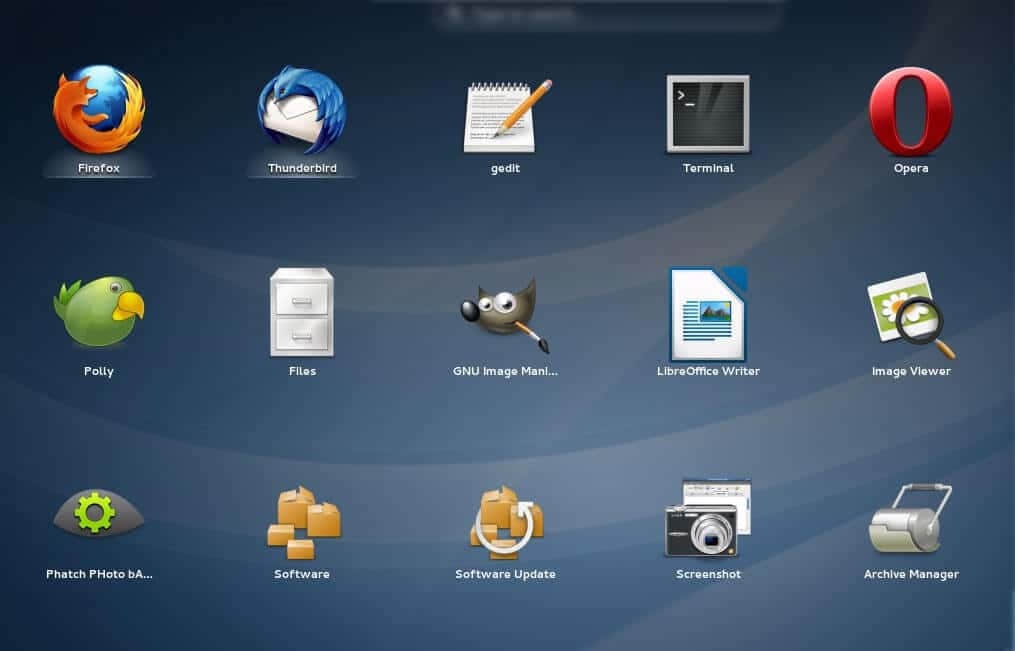 Firefox
Thunderbird
gedit
Terminal
Opera
Polly
Files
GNU Image Mani...
LibreOffice Writer
Image Viewer
Phatch PHoto bA...
Software
Software Update
Screenshot
Archive Manager